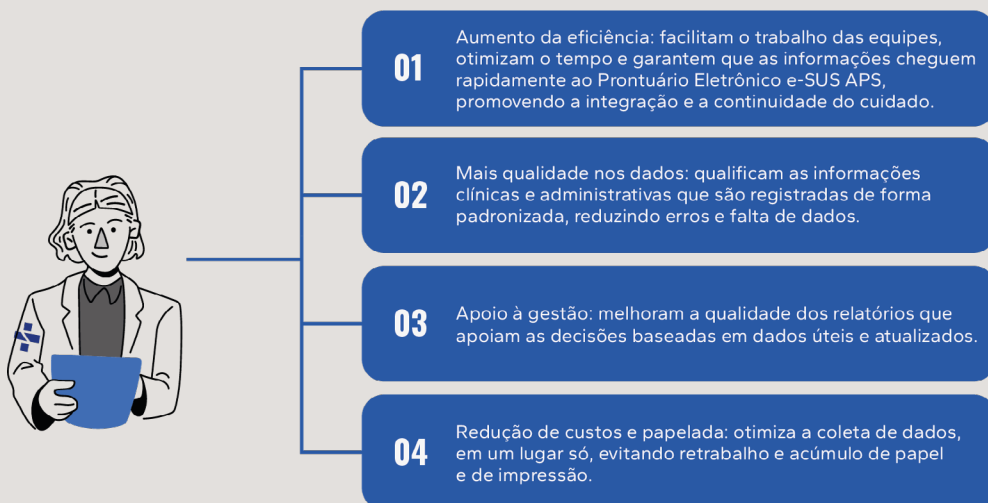 01
Aumento da eficiência: facilitam o trabalho das equipes,
otimizam o tempo e garantem que as informações cheguem
rapidamente ao Prontuário Eletrônico e-SUS APS,
promovendo a integração e a continuidade do cuidado.
02
Mais qualidade nos dados: qualificam as informações
clínicas e administrativas que são registradas de forma
padronizada, reduzindo erros e falta de dados.
03
Apoio à gestão: melhoram a qualidade dos relatórios que
apoiam as decisões baseadas em dados úteis e atualizados.
04
Redução de custos e papelada: otimiza a coleta de dados,
em um lugar só, evitando retrabalho e acúmulo de papel
e de impressão.